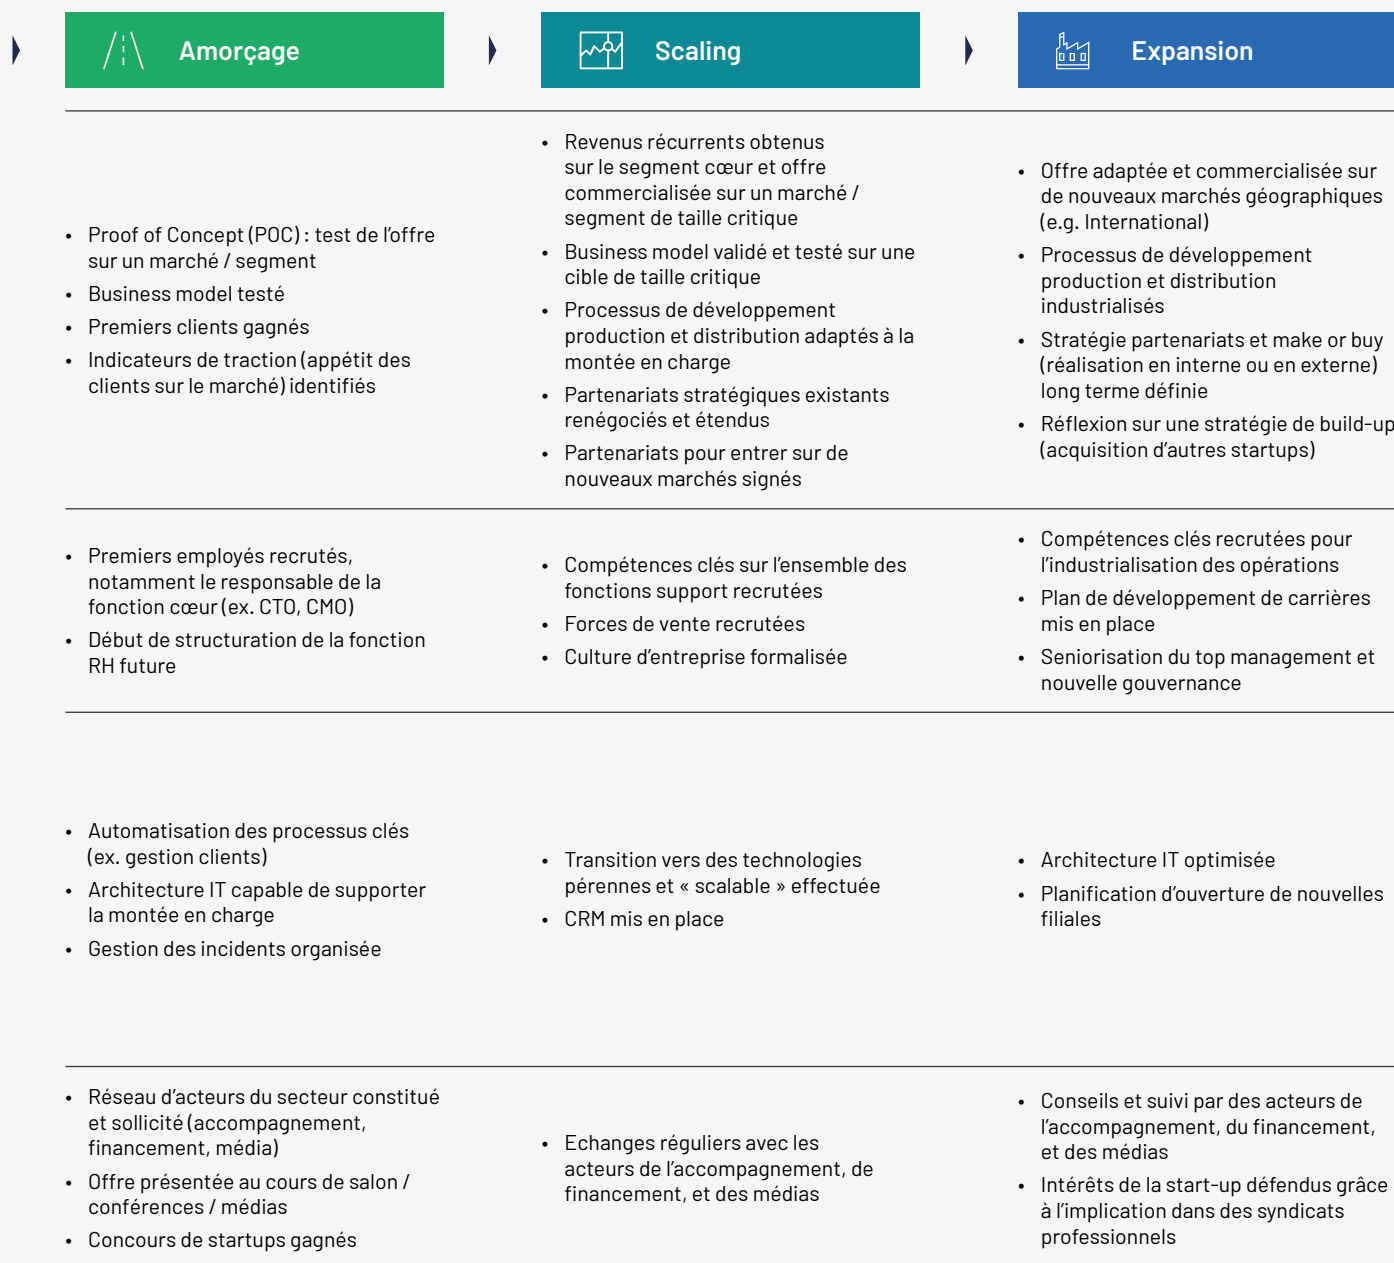 Amorçage
Scaling
Expansion
• Proof of Concept (POC) : test de l'offre
sur un marché / segment
• Business model testé
• Premiers clients gagnés
• Indicateurs de traction (appétit des
clients sur le marché) identifiés
• Revenus récurrents obtenus
sur le segment cœur et offre
commercialisée sur un marché /
segment de taille critique
• Business model validé et testé sur une
cible de taille critique
• Processus de développement
production et distribution adaptés à la
montée en charge
• Partenariats stratégiques existants
renégociés et étendus
• Partenariats pour entrer sur de
nouveaux marchés signés
• Offre adaptée et commercialisée sur
de nouveaux marchés géographiques
(e.g. International)
• Processus de développement
production et distribution
industrialisés
• Stratégie partenariats et make or buy
(réalisation en interne ou en externe)
long terme définie
• Réflexion sur une stratégie de build-up
(acquisition d'autres startups)
• Premiers employés recrutés,
notamment le responsable de la
fonction cœur (ex. CTO, CMO)
• Début de structuration de la fonction
RH future
• Compétences clés sur l'ensemble des
fonctions support recrutées
• Forces de vente recrutées
• Culture d'entreprise formalisée
• Compétences clés recrutées pour
l'industrialisation des opérations
• Plan de développement de carrières
mis en place
• Seniorisation du top management et
nouvelle gouvernance
• Automatisation des processus clés
(ex. gestion clients)
• Architecture IT capable de supporter
la montée en charge
• Gestion des incidents organisée
• Transition vers des technologies
pérennes et « scalable » effectuée
• CRM mis en place
• Architecture IT optimisée
• Planification d'ouverture de nouvelles
filiales
• Réseau d'acteurs du secteur constitué
et sollicité (accompagnement,
financement, média)
• Offre présentée au cours de salon /
conférences / médias
• Concours de startups gagnés
• Echanges réguliers avec les
acteurs de l'accompagnement, de
financement, et des médias
• Conseils et suivi par des acteurs de
l'accompagnement, du financement,
et des médias
• Intérêts de la start-up défendus grâce
à l'implication dans des syndicats
professionnels